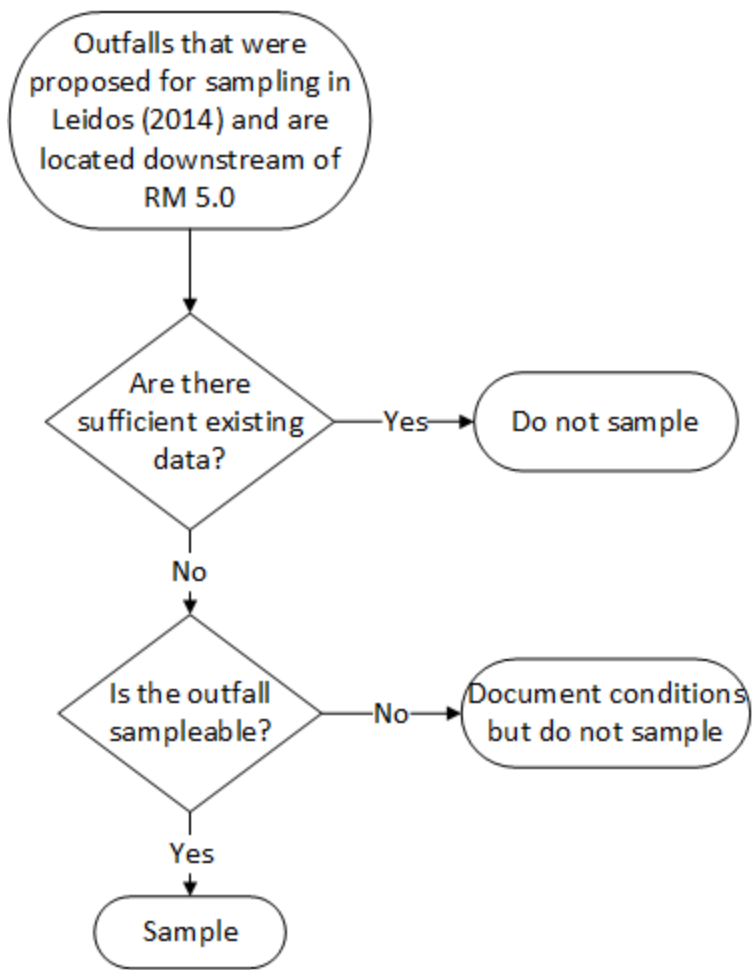 Outfalls that were
proposed for sampling in
Leidos (2014) and are
located downstream of
RM 5.0
Are there
sufficient existing
data?
Yes
Do not sample
No
Is the outfall
sampleable?
No
Document conditions
but do not sample
Yes
Sample